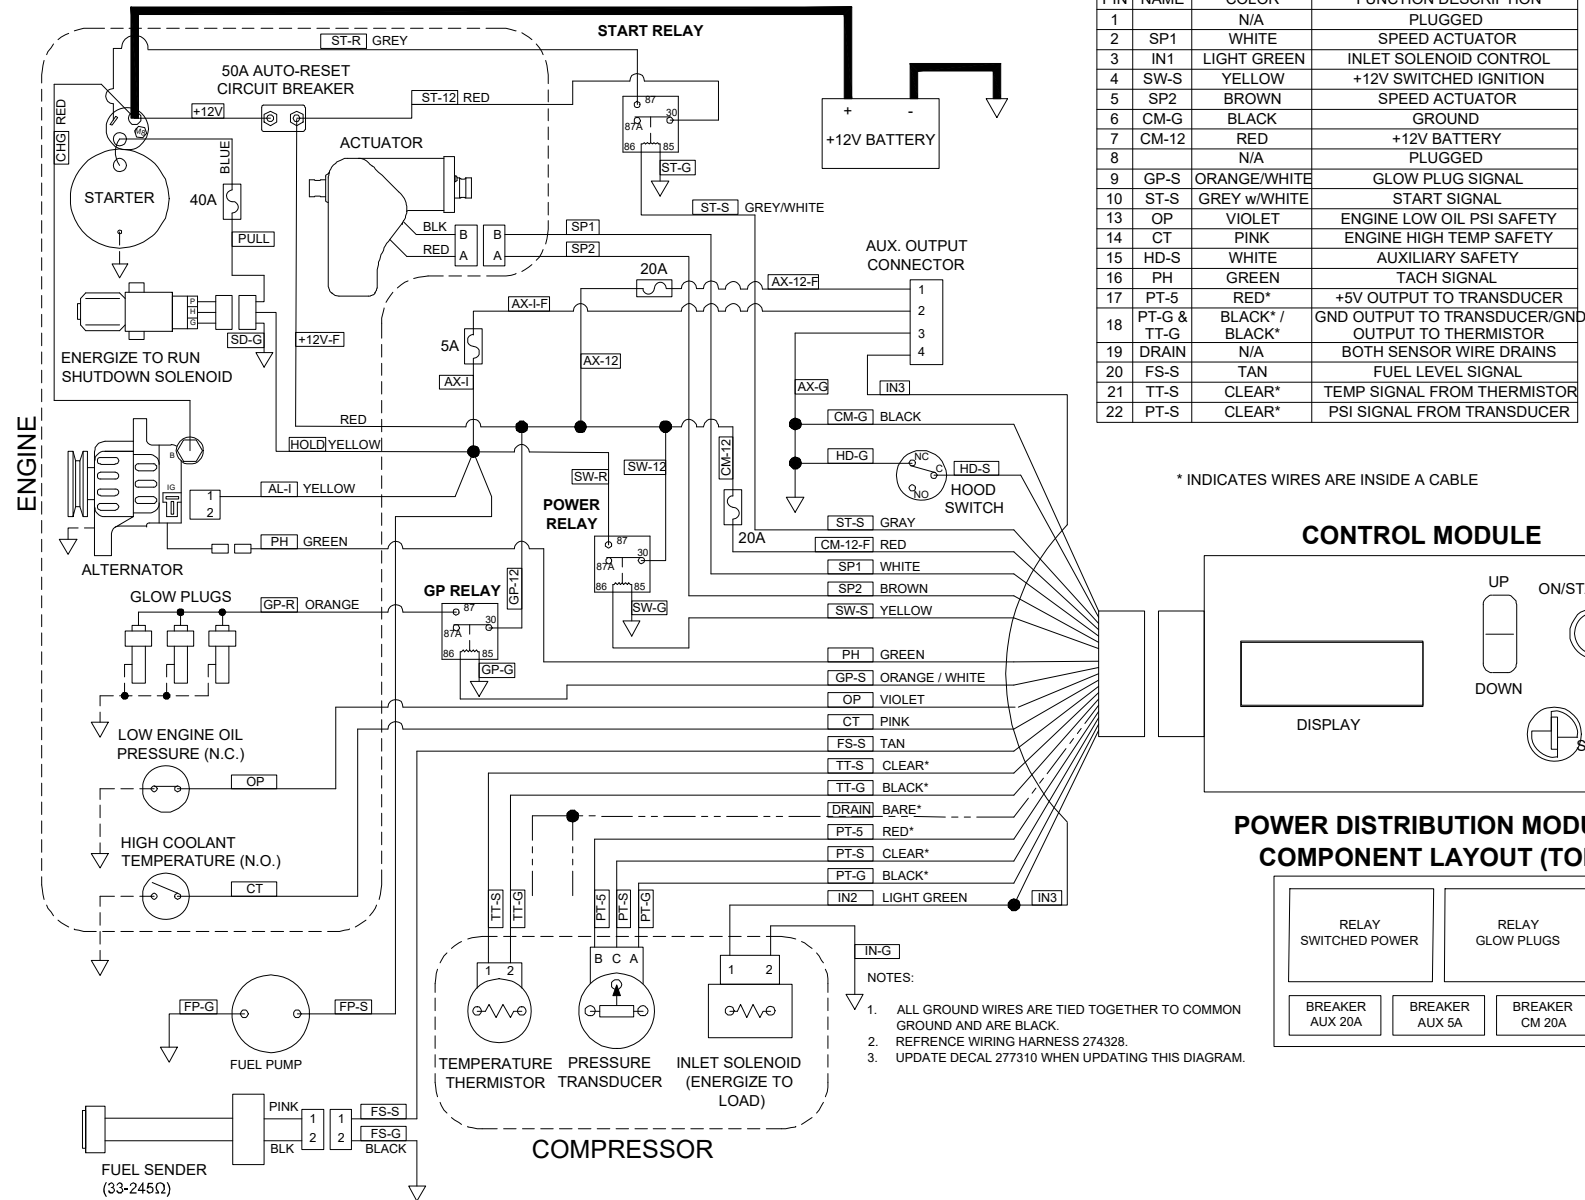 START RELAY
ST-R GREY
50A AUTO-RESET
CIRCUIT BREAKER
+12V
ST-12 RED
CHG RED
BLUE
ACTUATOR
STARTER
40A
PULL
87
87A
30
86
85
ST-G
+ -
+12V BATTERY
ST-S GREY/WHITE
BLK B B SP1
RED A A SP2
AUX. OUTPUT
CONNECTOR
20A
AX-12-F
AX-I-F
1
2
3
4
P
H
G
SD-G
+12V-F
5A
AX-12
AX-I
AX-G
IN3
ENERGIZE TO RUN
SHUTDOWN SOLENOID
RED
HOLD YELLOW
CM-G BLACK
HD-G
NC
C
NO
HD-S
HOOD
SWITCH
SW-R
SW-12
CM-12
20A
ENGINE
B
IG
1
2
AL-I YELLOW
POWER
RELAY
87
87A
30
86
85
SW-G
PH GREEN
ALTERNATOR
GLOW PLUGS
GP-R ORANGE
GP RELAY
GP-12
87
87A
30
86
85
GP-G
ST-S GRAY
CM-12-F RED
SP1 WHITE
SP2 BROWN
SW-S YELLOW
PH GREEN
GP-S ORANGE / WHITE
OP VIOLET
CT PINK
FS-S TAN
TT-S CLEAR*
TT-G BLACK*
DRAIN BARE*
PT-5 RED*
PT-S CLEAR*
PT-G BLACK*
IN2 LIGHT GREEN
IN3
LOW ENGINE OIL
PRESSURE (N.C.)
OP
HIGH COOLANT
TEMPERATURE (N.O.)
CT
TT-S
TT-G
PT-5
PT-S
PT-G
1 2
B C A
1 2
IN-G
FP-G
FP-S
FUEL PUMP
TEMPERATURE
THERMISTOR
PRESSURE
TRANSDUCER
INLET SOLENOID
(ENERGIZE TO
LOAD)
COMPRESSOR
PINK 1 1 FS-S
BLK 2 2 FS-G
BLACK
FUEL SENDER
(33-245Ω)
NOTES:
1. ALL GROUND WIRES ARE TIED TOGETHER TO COMMON
GROUND AND ARE BLACK.
2. REFRENCE WIRING HARNESS 274328.
3. UPDATE DECAL 277310 WHEN UPDATING THIS DIAGRAM.
PIN NAME COLOR FUNCTION DESCRIPTION
1 N/A PLUGGED
2 SP1 WHITE SPEED ACTUATOR
3 IN1 LIGHT GREEN INLET SOLENOID CONTROL
4 SW-S YELLOW +12V SWITCHED IGNITION
5 SP2 BROWN SPEED ACTUATOR
6 CM-G BLACK GROUND
7 CM-12 RED +12V BATTERY
8 N/A PLUGGED
9 GP-S ORANGE/WHITE GLOW PLUG SIGNAL
10 ST-S GREY w/WHITE START SIGNAL
13 OP VIOLET ENGINE LOW OIL PSI SAFETY
14 CT PINK ENGINE HIGH TEMP SAFETY
15 HD-S WHITE AUXILIARY SAFETY
16 PH GREEN TACH SIGNAL
17 PT-5 RED* +5V OUTPUT TO TRANSDUCER
18 PT-G & TT-G BLACK* / BLACK* GND OUTPUT TO TRANSDUCER/GND OUTPUT TO THERMISTOR
19 DRAIN N/A BOTH SENSOR WIRE DRAINS
20 FS-S TAN FUEL LEVEL SIGNAL
21 TT-S CLEAR* TEMP SIGNAL FROM THERMISTOR
22 PT-S CLEAR* PSI SIGNAL FROM TRANSDUCER
* INDICATES WIRES ARE INSIDE A CABLE
CONTROL MODULE
UP
DOWN
ON/ST
DISPLAY
S
POWER DISTRIBUTION MODU
COMPONENT LAYOUT (TO
RELAY
SWITCHED POWER
RELAY
GLOW PLUGS
BREAKER
AUX 20A
BREAKER
AUX 5A
BREAKER
CM 20A